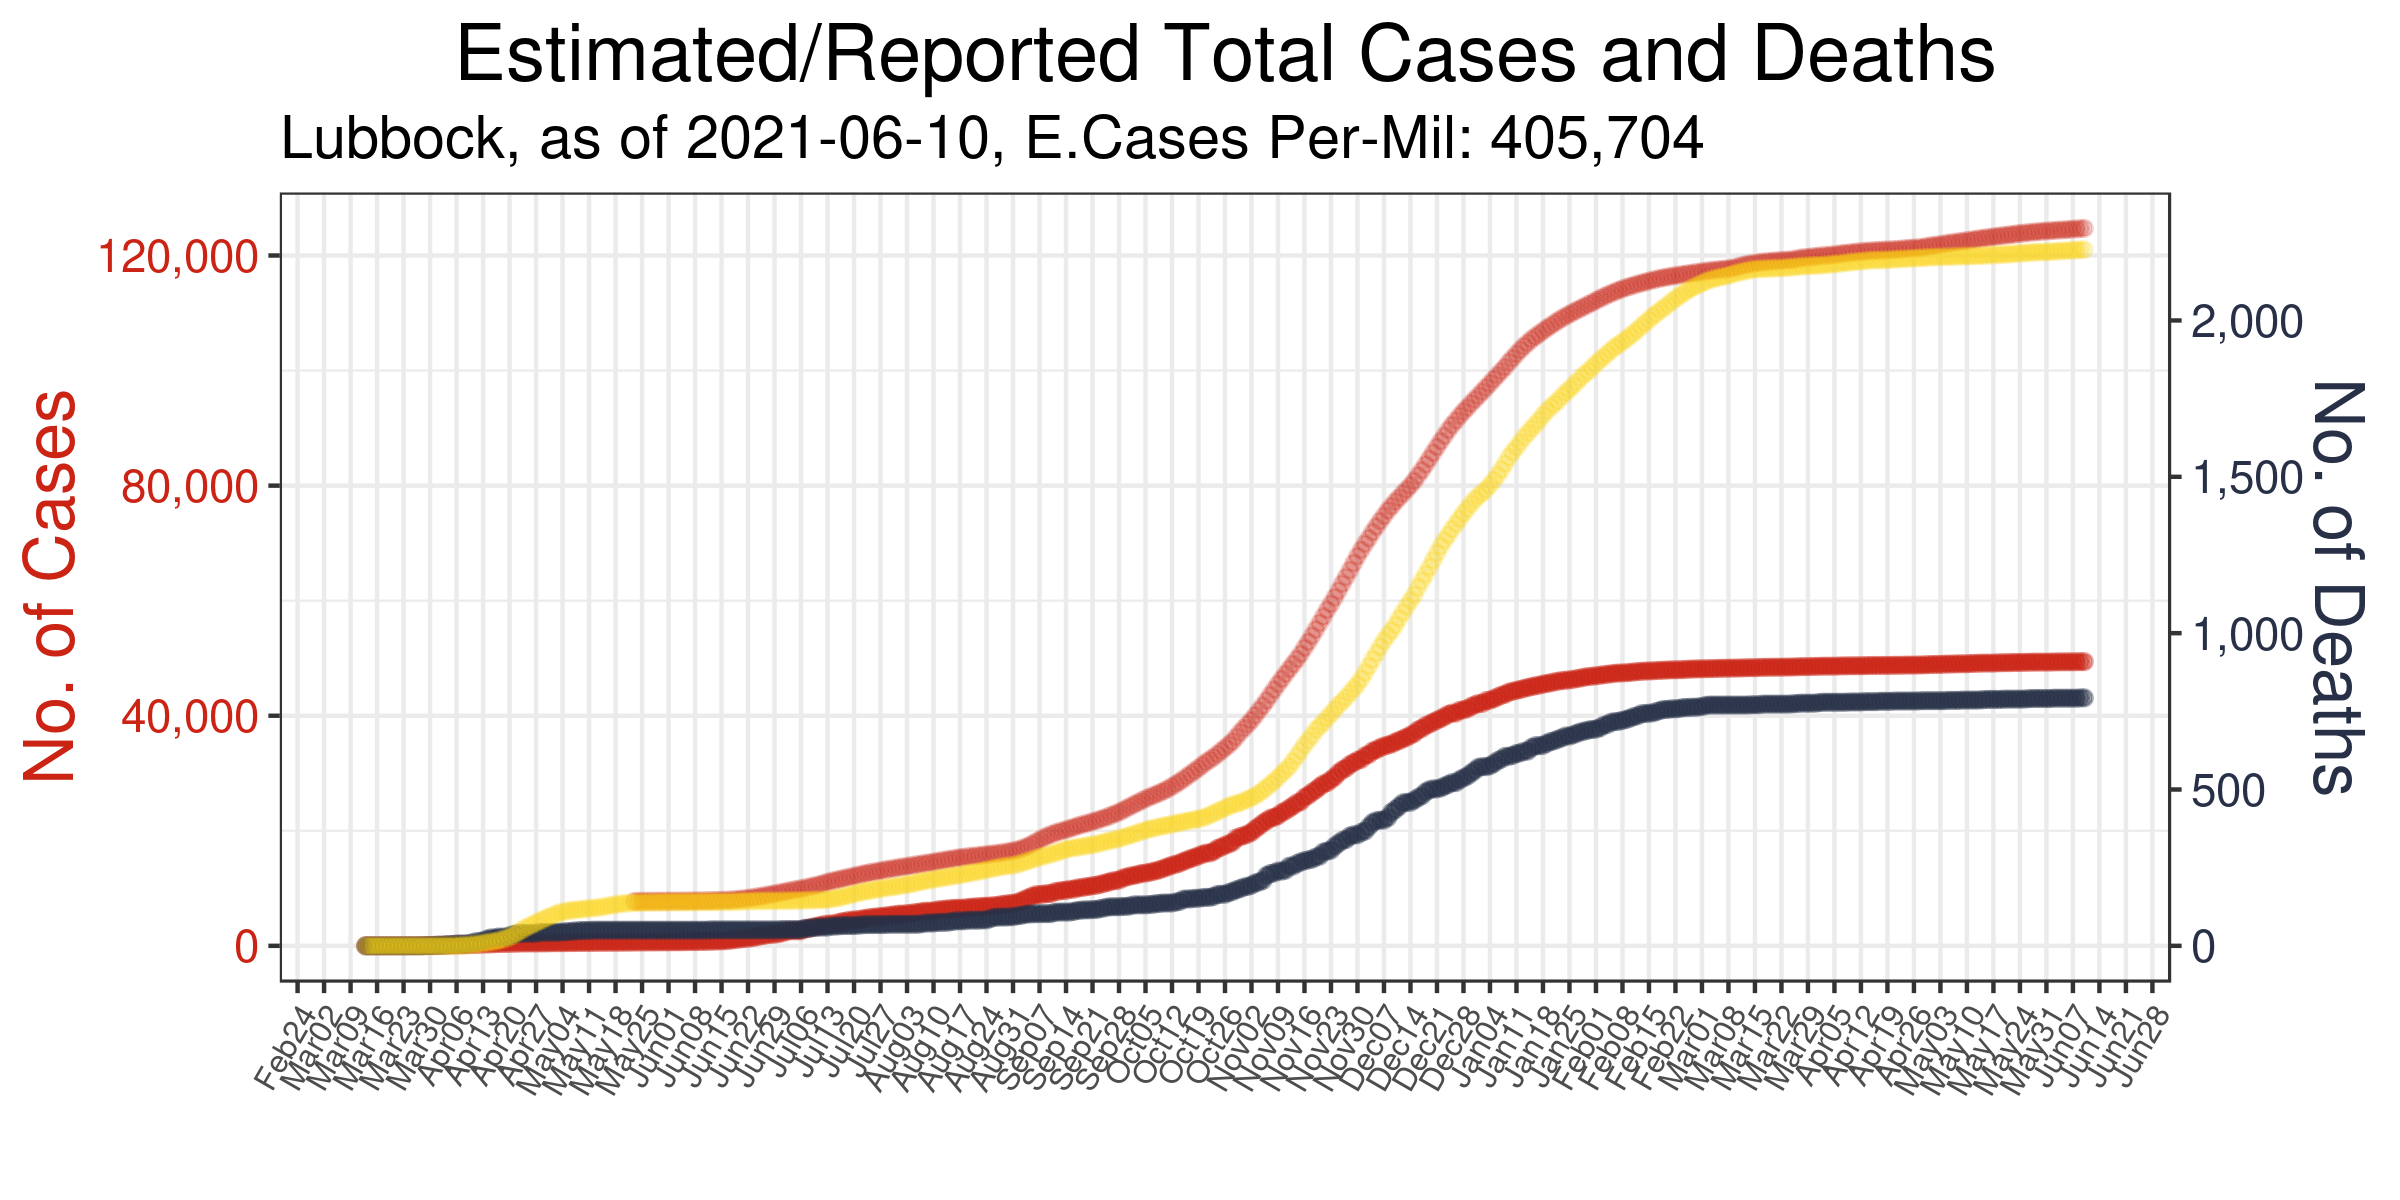 Estimated/Reported Total Cases and Deaths
Lubbock, as of 2021-06-10, E.Cases Per-Mil: 405,704
No. of Cases
120,000
80,000
40,000
0
No. of Deaths
2,000
1,500
1,000
500
0
Feb24
Mar02
Mar09
Mar16
Mar23
Mar30
Apr06
Apr13
Apr20
Apr27
May04
May11
May18
May25
Jun01
Jun08
Jun15
Jun22
Jun29
Jul06
Jul13
Jul20
Jul27
Aug03
Aug10
Aug17
Aug24
Aug31
Sep07
Sep14
Sep21
Sep28
Oct05
Oct12
Oct19
Oct26
Nov02
Nov09
Nov16
Nov23
Nov30
Dec07
Dec14
Dec21
Dec28
Jan04
Jan11
Jan18
Jan25
Feb01
Feb08
Feb15
Feb22
Mar01
Mar08
Mar15
Mar22
Mar29
Apr05
Apr12
Apr19
Apr26
May03
May10
May17
May24
May31
Jun07
Jun14
Jun21
Jun28